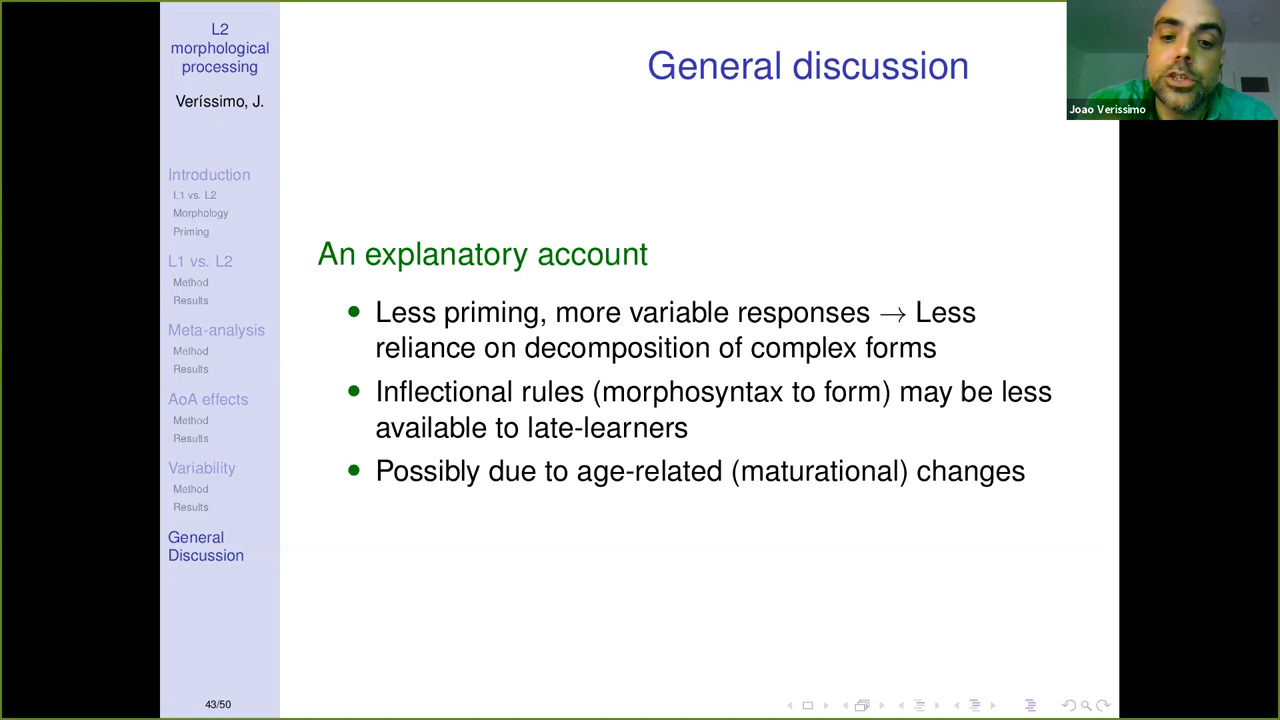 L2
morphological
processing
Veríssimo, J.
Introduction
L1 vs. L2
Morphology
Priming
L1 vs. L2
Method
Results
Meta-analysis
Method
Results
AoA effects
Method
Results
Variability
Method
Results
General
Discussion
43/50
General discussion
An explanatory account
• Less priming, more variable responses → Less
reliance on decomposition of complex forms
• Inflectional rules (morphosyntax to form) may be less
available to late-learners
• Possibly due to age-related (maturational) changes
Joao Verissimo